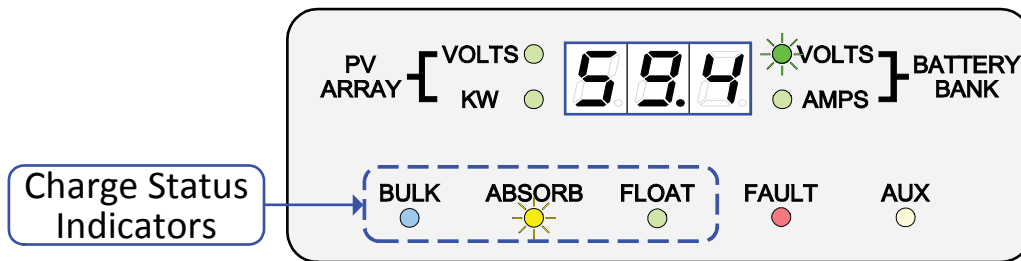 PV
ARRAY
VOLTS
KW
59.4
VOLTS
AMPS
BATTERY
BANK
Charge Status
Indicators
BULK ABSORB FLOAT FAULT AUX